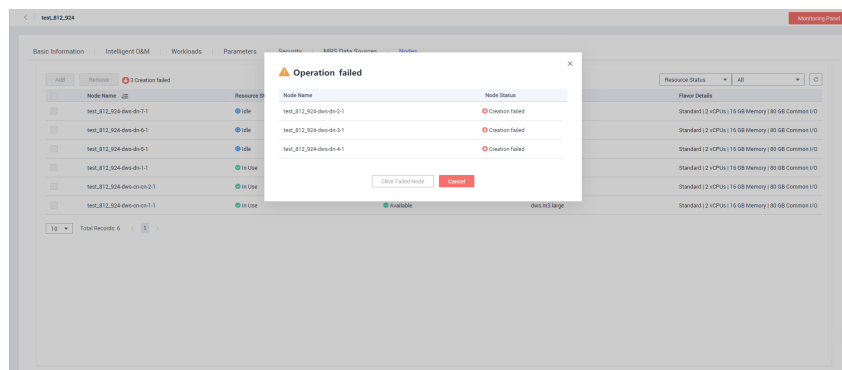 test_812_924
Monitoring Panel
Basic Information Intelligent O&M Workloads Parameters Security MRS Data Sources Nodes
Add Remove 3 Creation failed
Resource Status All
Node Name Resource St Flavor Details
test_812_924-dws-dn-7-1 Idle Standard | 2 vCPUs | 16 GB Memory | 80 GB Common I/O
test_812_924-dws-dn-6-1 Idle Standard | 2 vCPUs | 16 GB Memory | 80 GB Common I/O
test_812_924-dws-dn-5-1 Idle Standard | 2 vCPUs | 16 GB Memory | 80 GB Common I/O
test_812_924-dws-dn-1-1 In Use Standard | 2 vCPUs | 16 GB Memory | 80 GB Common I/O
test_812_924-dws-cn-cn-2-1 In Use Standard | 2 vCPUs | 16 GB Memory | 80 GB Common I/O
test_812_924-dws-cn-cn-1-1 In Use Available dws.m3.large Standard | 2 vCPUs | 16 GB Memory | 80 GB Common I/O
10 Total Records: 6 < 1 >
Operation failed
Node Name Node Status
test_812_924-dws-dn-2-1 Creation failed
test_812_924-dws-dn-3-1 Creation failed
test_812_924-dws-dn-4-1 Creation failed
Clear Failed Node Cancel